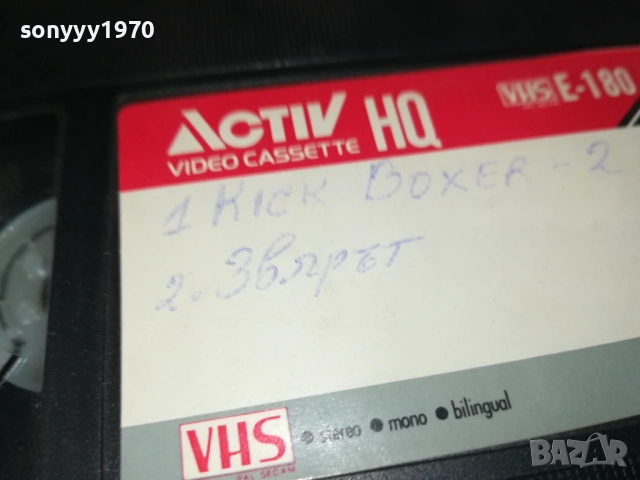 sonyyy1970
ACTIV HQ VHS E-180
VIDEO CASSETTE
1 KICK BOXER - 2
2. Звярът
VHS • stereo • mono • bilingual
PAL SECAM
BAZAR